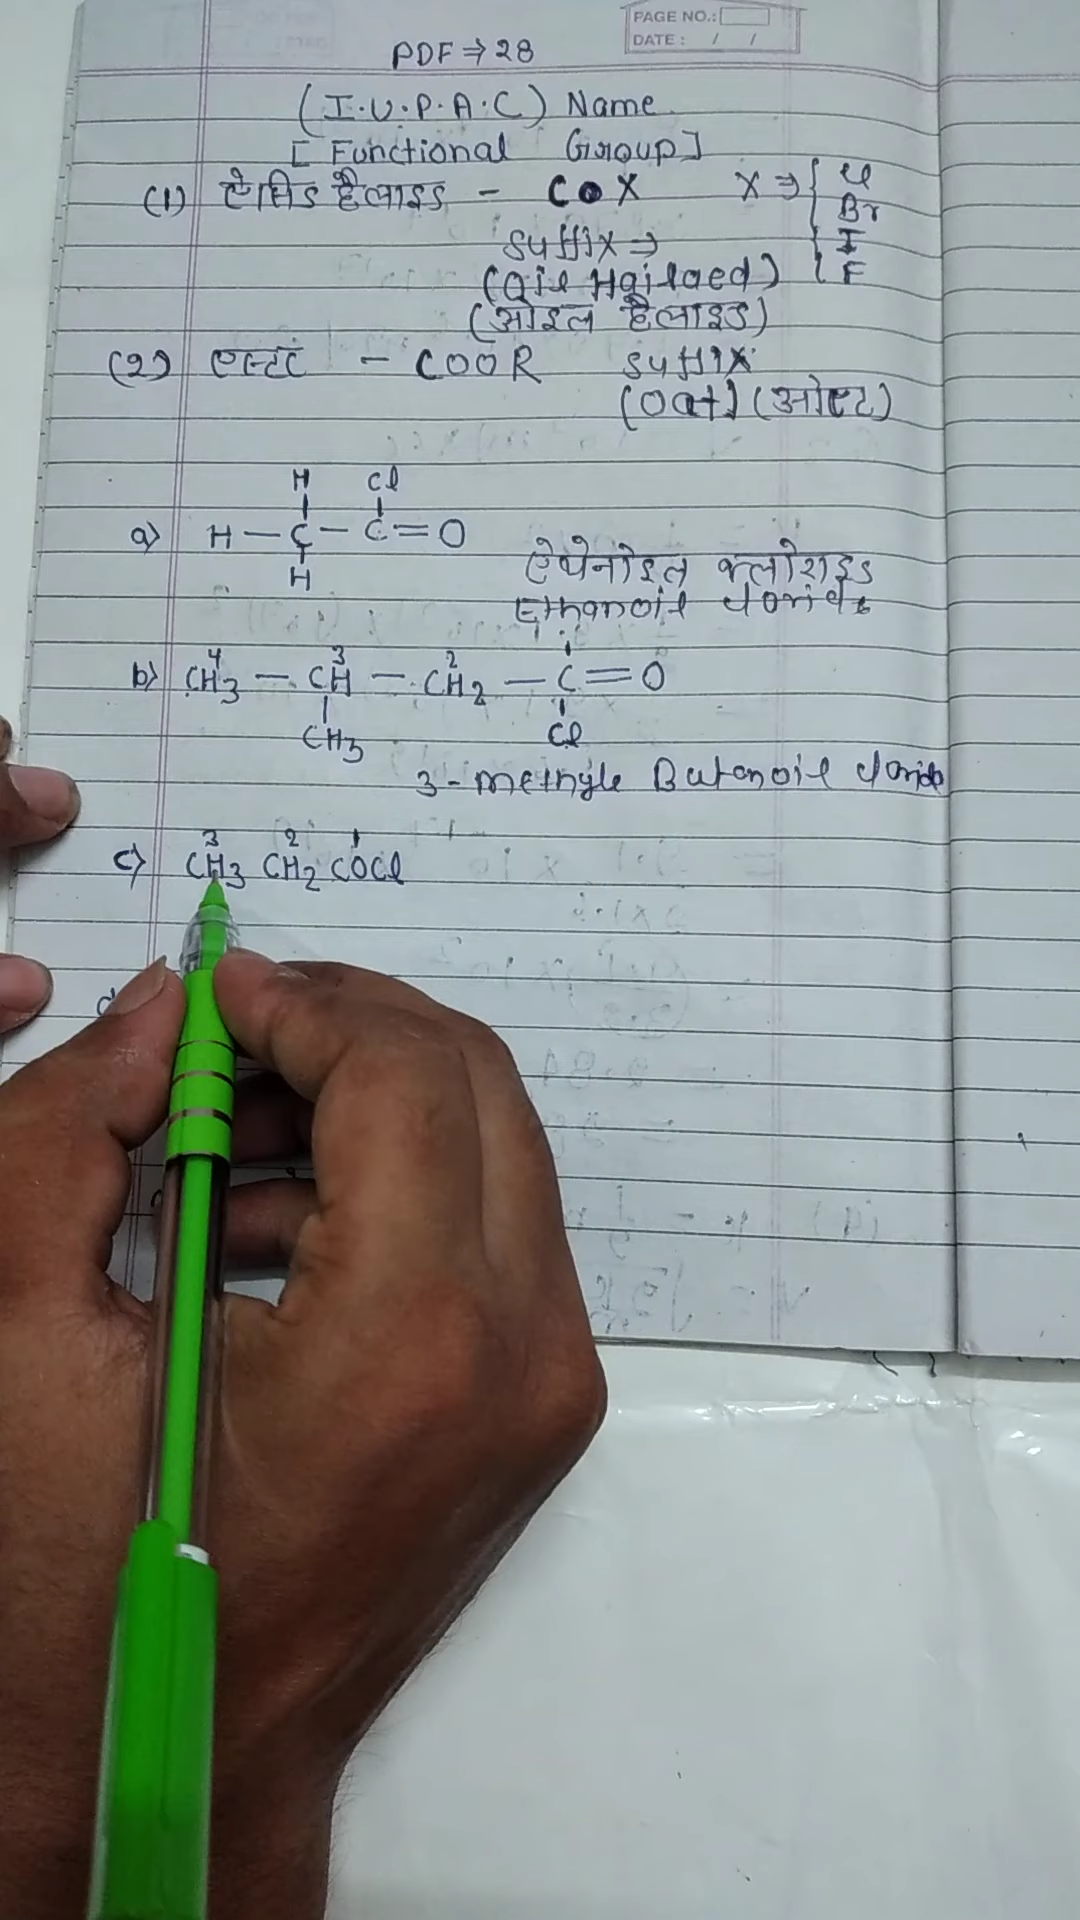 PAGE NO.:
DATE: / /
PDF ⇒ 28
(I.U.P.A.C) Name
[Functional Group]
(1) ऐसिड हैलाइड - COX X ⇒ { Cl
Br
I
F
Suffix ⇒
(Oil Hailaed)
(ओइल हैलाइड)
(2) एस्टर - COOR Suffix
(Oat) (ओएट)
H Cl
a) H - C - C = O
H
ऐथेनोइल क्लोराइड
Ethanoil cloride
4 3 2 1
b) CH3 - CH - CH2 - C = O
CH3 Cl
3-methyle Butanoil cloride
3 2 1
c) CH3 CH2 COCl
d